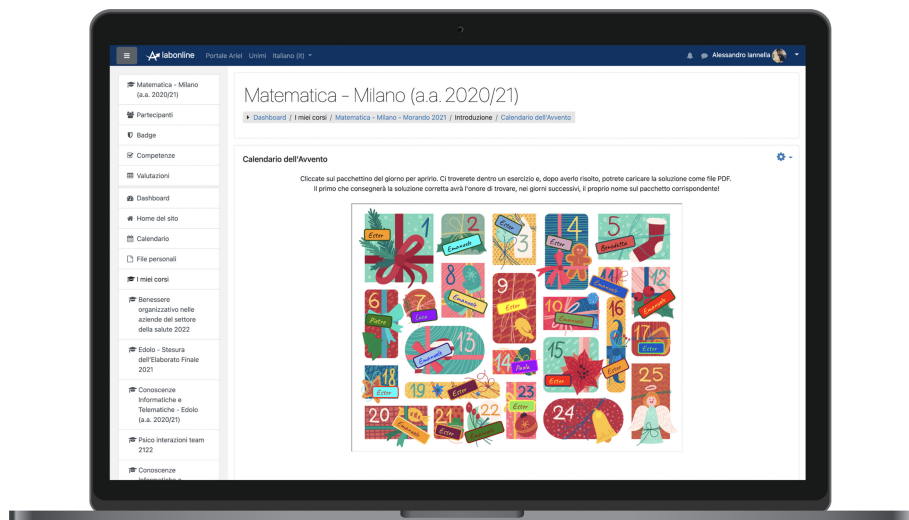 labonline Portale Ariel Unimi Italiano (it) Alessandro Iannella
Matematica - Milano
(a.a. 2020/21)
Partecipanti
Badge
Competenze
Valutazioni
Dashboard
Home del sito
Calendario
File personali
I miei corsi
Benessere
organizzativo nelle
aziende del settore
della salute 2022
Edolo - Stesura
dell'Elaborato Finale
2021
Conoscenze
Informatiche e
Telematiche - Edolo
(a.a. 2020/21)
Psico interazioni team
2122
Conoscenze
Informatiche e
Matematica – Milano (a.a. 2020/21)
Dashboard / I miei corsi / Matematica - Milano - Morando 2021 / Introduzione / Calendario dell'Avvento
Calendario dell'Avvento
Cliccate sul pacchettino del giorno per aprirlo. Ci troverete dentro un esercizio e, dopo averlo risolto, potrete caricare la soluzione come file PDF.
Il primo che consegnerà la soluzione corretta avrà l'onore di trovare, nei giorni successivi, il proprio nome sul pacchetto corrispondente!
1 Ester
2 Emanuele
3 Ester
4 Ester
5 Benedetta
6 Pietro
7 Luca
8 Emanuele
9 Ester
10 Emanuele
11 Emanuele
12 Emanuele
13 Emanuele
14 Paola
15 Ester
16
17 Ester
18 Ester
19 Ester
20 Emanuele
21 Ester
22
23 Ester
24
25